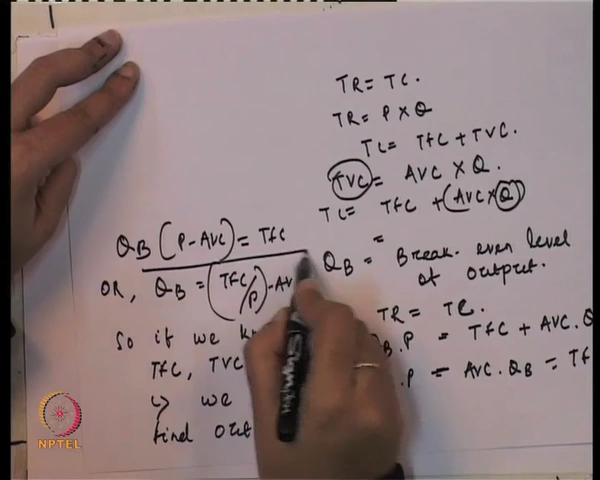 TR = TC.
TR = P x Q
TC = TFC + TVC.
TVC = AVC x Q.
TC = TFC + (AVC x Q)
=
QB = Break-even level
of output.
TR = TC.
.P = TFC + AVC. Q
.P = AVC. QB = TF
QB (P - AVC) = TFC
OR, QB = (TFC/P) - AV
So if we
TFC, TVC
↳ we
find out
NPTEL